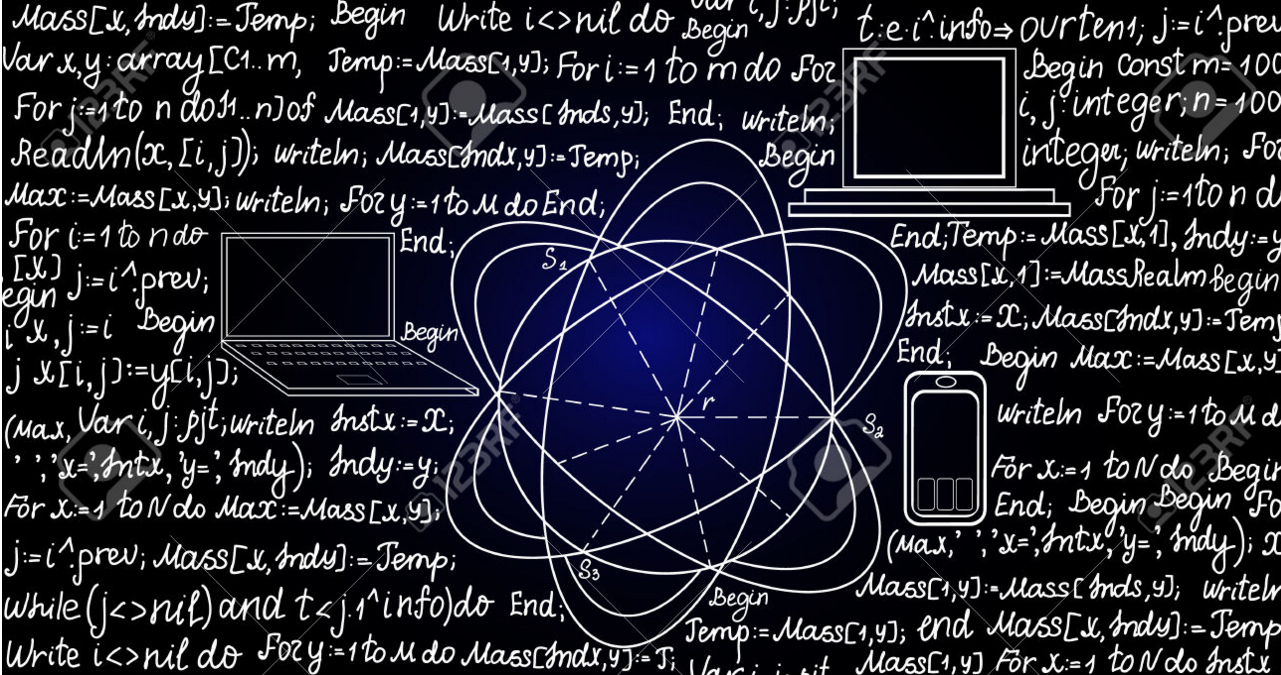 Mass[x, Indy]:=Temp; Begin Write i<>nil do Var i, j: pjt;
Begin
t.e.i^.info⇒ourten1; j:=i^.prev
Var x,y: array[C1..m, Temp:=Mass[1,y]; For i:=1 to m do For
Begin Const m=100
For j:=1 to n do 1..n] of Mass[1,y]:=Mass[Inds,y]; End; writeln;
i, j: integer; n=100
Readln(x,[i,j]); writeln; Mass[Indx,y]:=Temp; Begin
integer; writeln; For
Max:=Mass[x,y]; writeln; For y:=1 to M do End;
For j:=1 to n do
For i:=1 to n do End;
End; Temp:=Mass[x,1], Indy:=y
S1
[x] j:=i^.prev;
Mass[x,1]:=MassRealm Begin
egin
x, j:=i Begin Begin
Instx:=x; Mass[Indx,y]:=Temp
End; Begin Max:=Mass[x,y]
j x[i,j]:=y[i,j);
r
S2
(Max, Var i, j: pjt; writeln Instx:=x;
writeln For y:=1 to M do
' ','x=',Intx,'y=',Indy); Indy:=y;
For x:=1 to N do Begin
For x:=1 to N do Max:=Mass[x,y];
End; Begin Begin Fo
j:=i^.prev; Mass[x, Indy]:=Temp;
S3
(Max,' ','x=',Intx,'y=',Indy); x
While(j<>nil) and t<j.1^info)do End;
Begin
Mass[1,y]:=Mass[Inds,y]; writeln
Temp:=Mass[1,y]; end Mass[x, Indy]:=Temp
Write i<>nil do For y:=1 to M do Mass[Indx,y]:=T;
Mass[1,y] For x:=1 to N do Instx
123RF